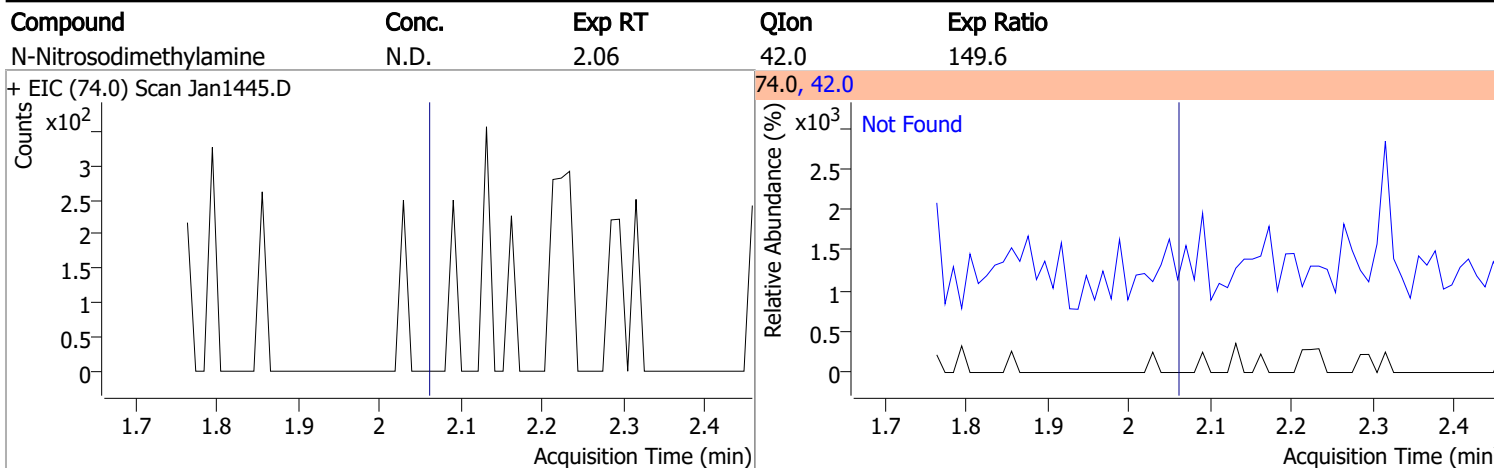 Compound Conc. Exp RT QIon Exp Ratio
N-Nitrosodimethylamine N.D. 2.06 42.0 149.6
+ EIC (74.0) Scan Jan1445.D
Counts
x10²
3
2.5
2
1.5
1
0.5
0
1.7 1.8 1.9 2 2.1 2.2 2.3 2.4
Acquisition Time (min)
74.0, 42.0
Relative Abundance (%)
x10³
Not Found
2.5
2
1.5
1
0.5
0
1.7 1.8 1.9 2 2.1 2.2 2.3 2.4
Acquisition Time (min